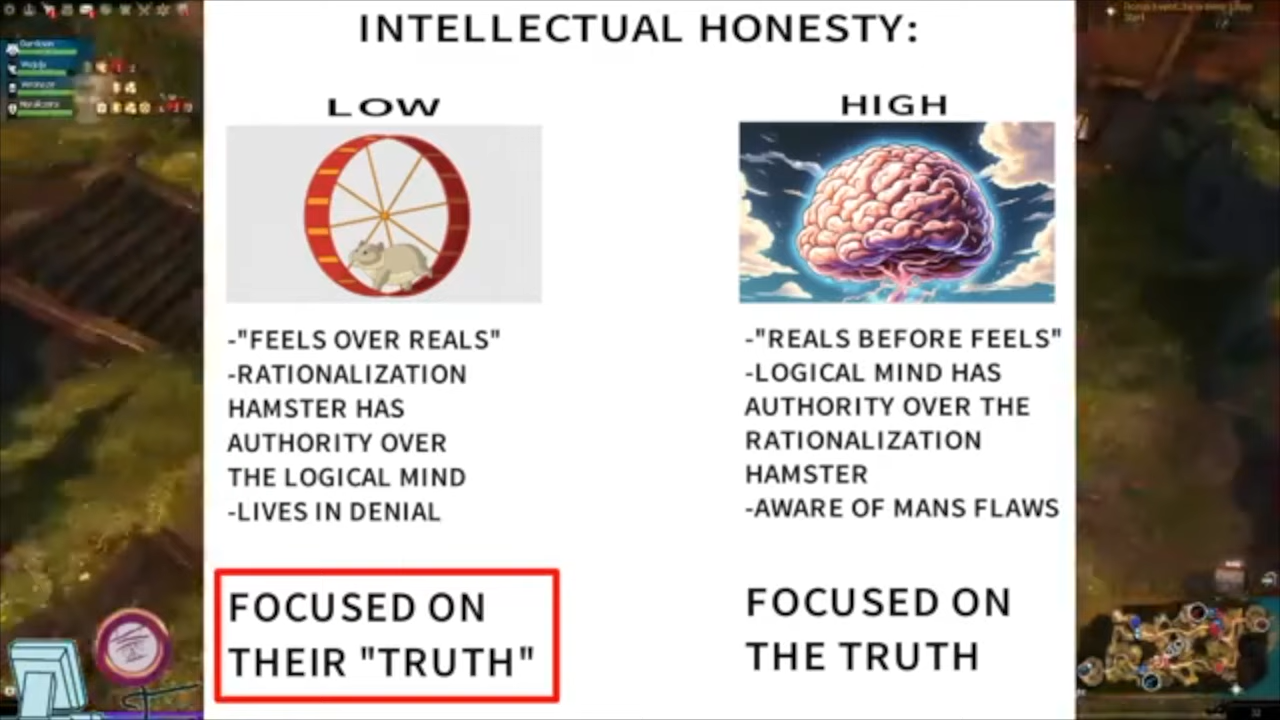 INTELLECTUAL HONESTY:
LOW
HIGH
-"FEELS OVER REALS"
-RATIONALIZATION
HAMSTER HAS
AUTHORITY OVER
THE LOGICAL MIND
-LIVES IN DENIAL
-"REALS BEFORE FEELS"
-LOGICAL MIND HAS
AUTHORITY OVER THE
RATIONALIZATION
HAMSTER
-AWARE OF MANS FLAWS
FOCUSED ON
THEIR "TRUTH"
FOCUSED ON
THE TRUTH